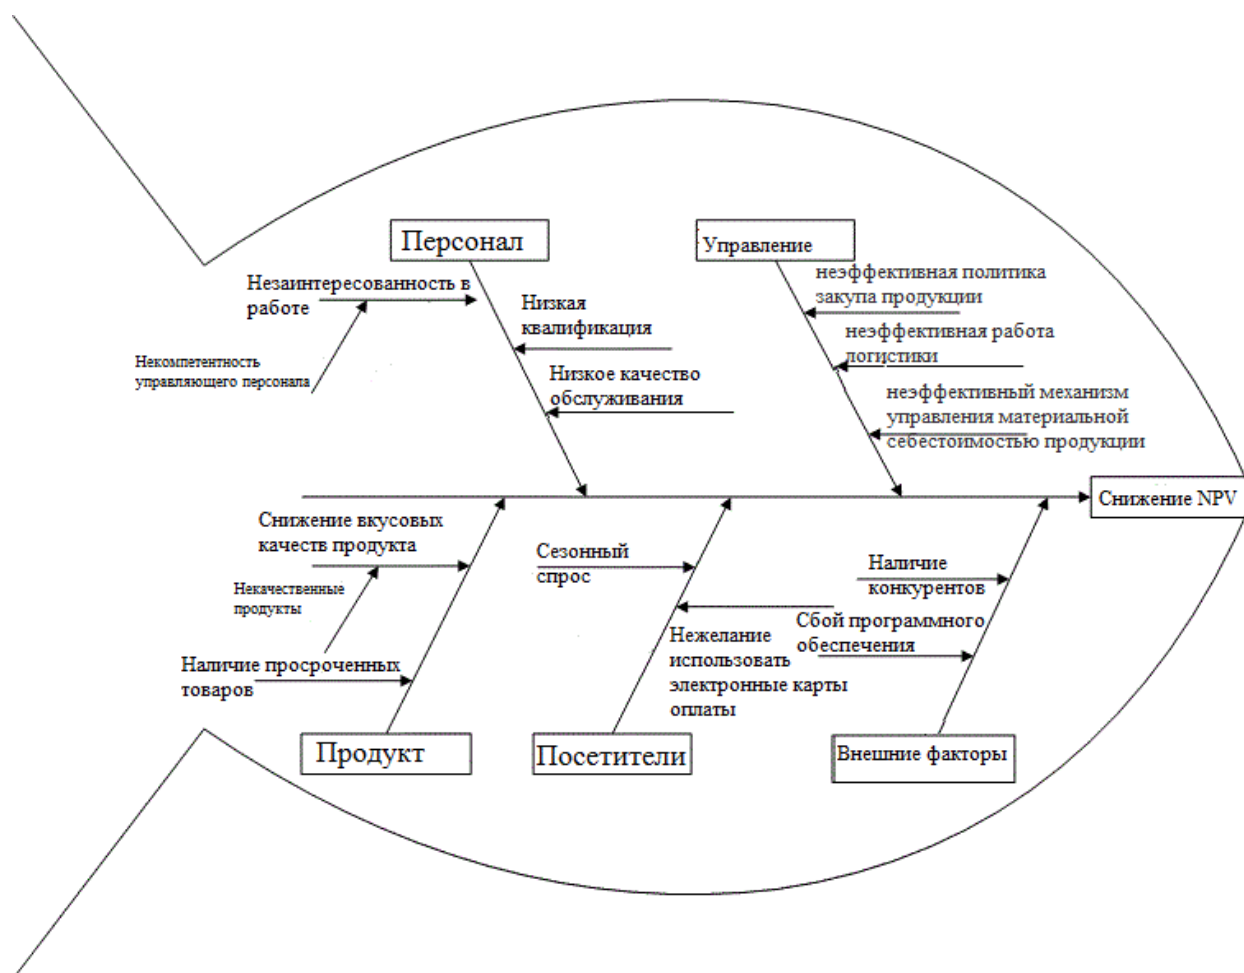 Персонал
Управление
Незаинтересованность в
работе
Некомпетентность
управляющего персонала
Низкая
квалификация
Низкое качество
обслуживания
неэффективная политика
закупа продукции
неэффективная работа
логистики
неэффективный механизм
управления материальной
себестоимостью продукции
Снижение NPV
Снижение вкусовых
качеств продукта
Некачественные
продукты
Наличие просроченных
товаров
Сезонный
спрос
Нежелание
использовать
электронные карты
оплаты
Наличие
конкурентов
Сбой программного
обеспечения
Продукт
Посетители
Внешние факторы